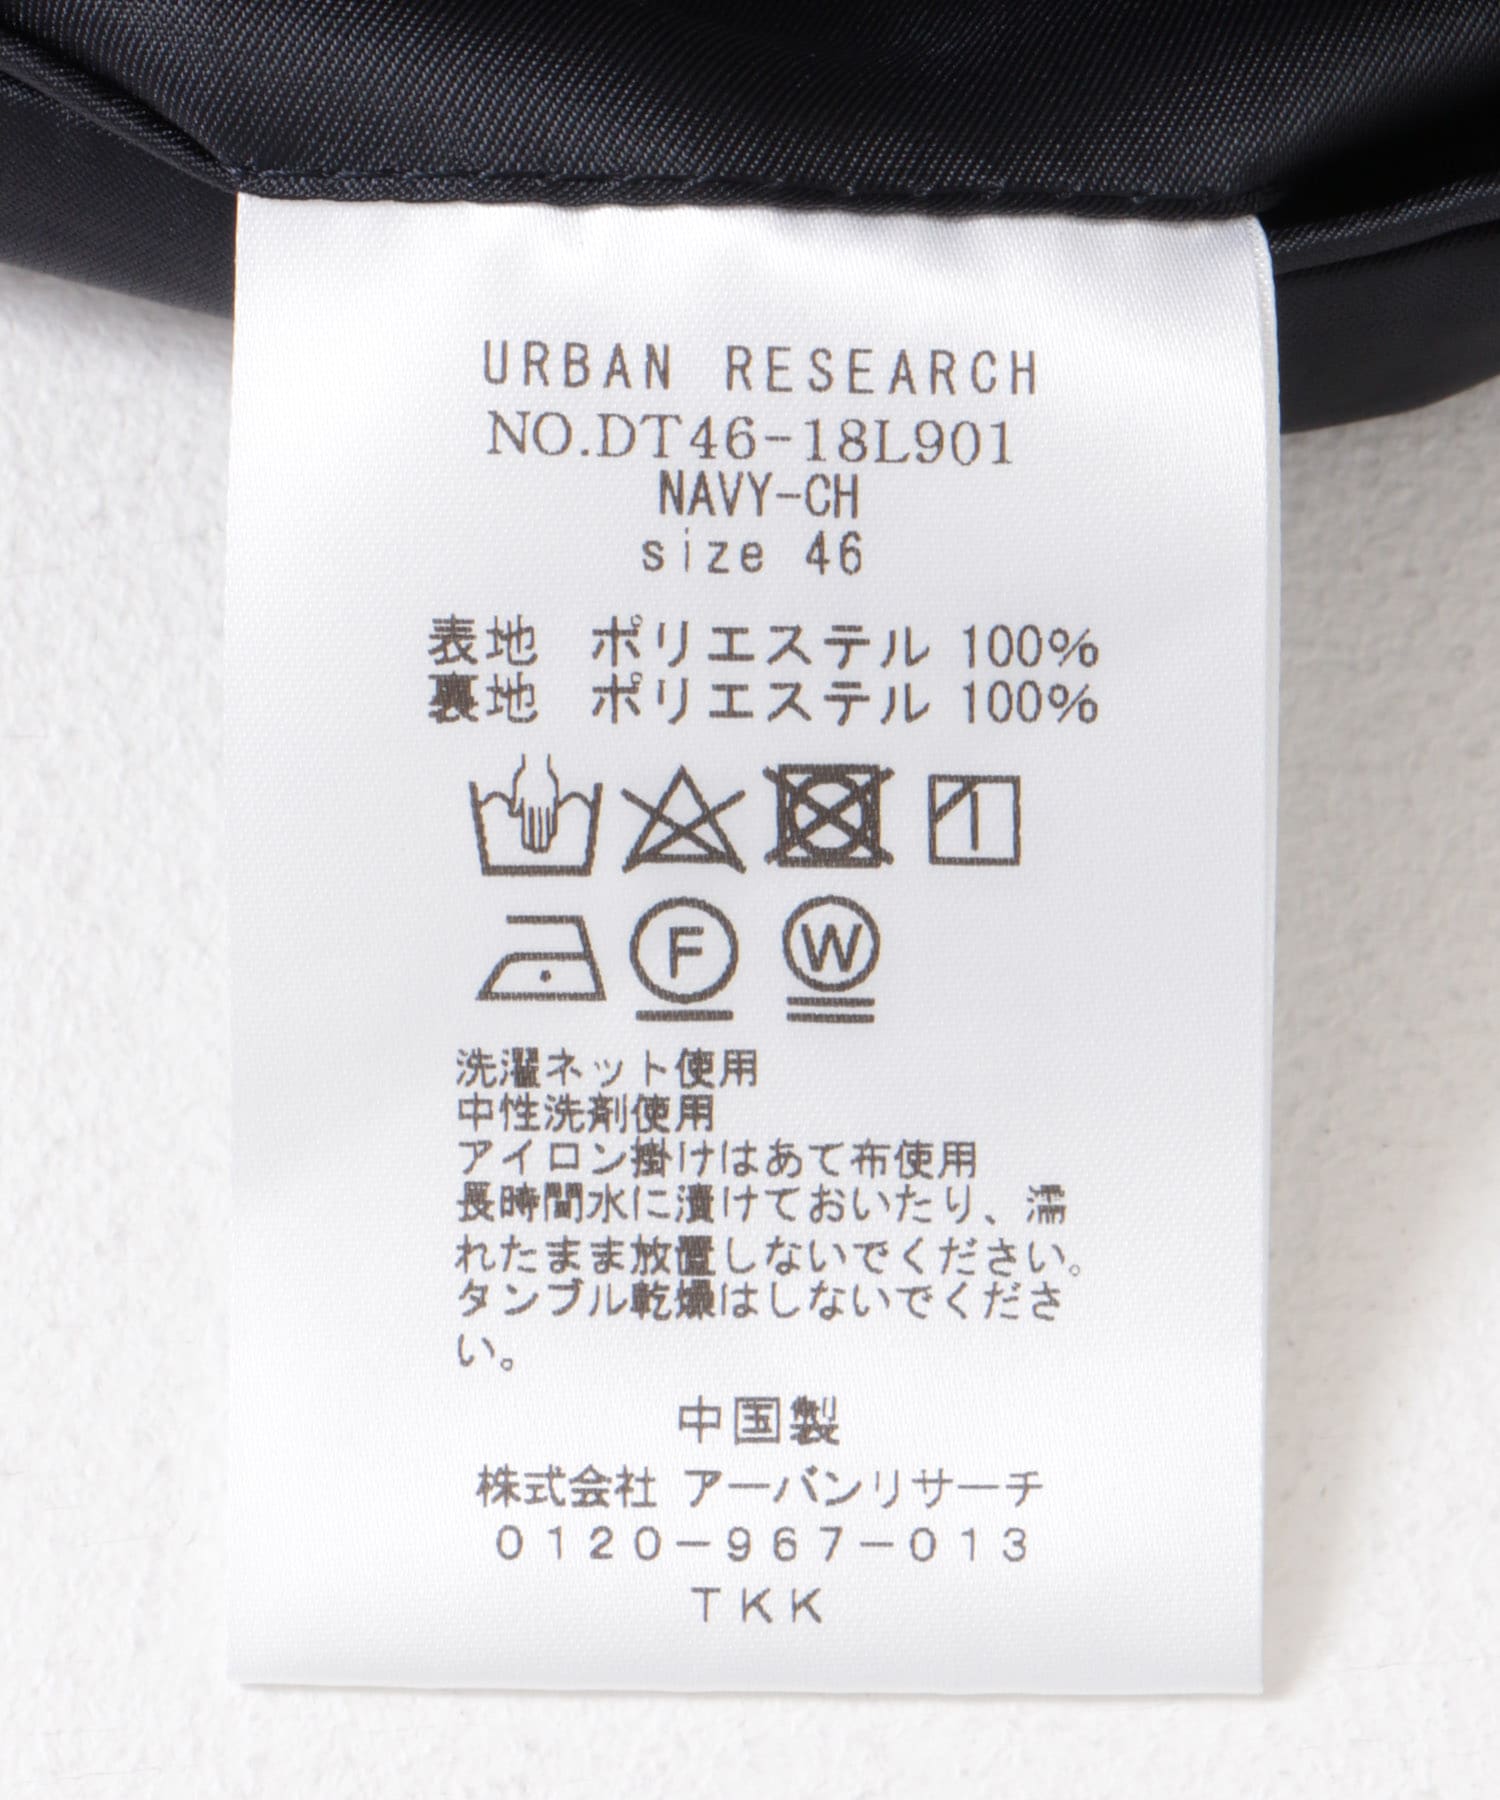 URBAN RESEARCH
NO.DT46-18L901
NAVY-CH
size 46
表地 ポリエステル 100%
裏地 ポリエステル 100%
F W
洗濯ネット使用
中性洗剤使用
アイロン掛けはあて布使用
長時間水に漬けておいたり、濡
れたまま放置しないでください。
タンブル乾燥はしないでくださ
い。
中国製
株式会社 アーバンリサーチ
0120-967-013
TKK